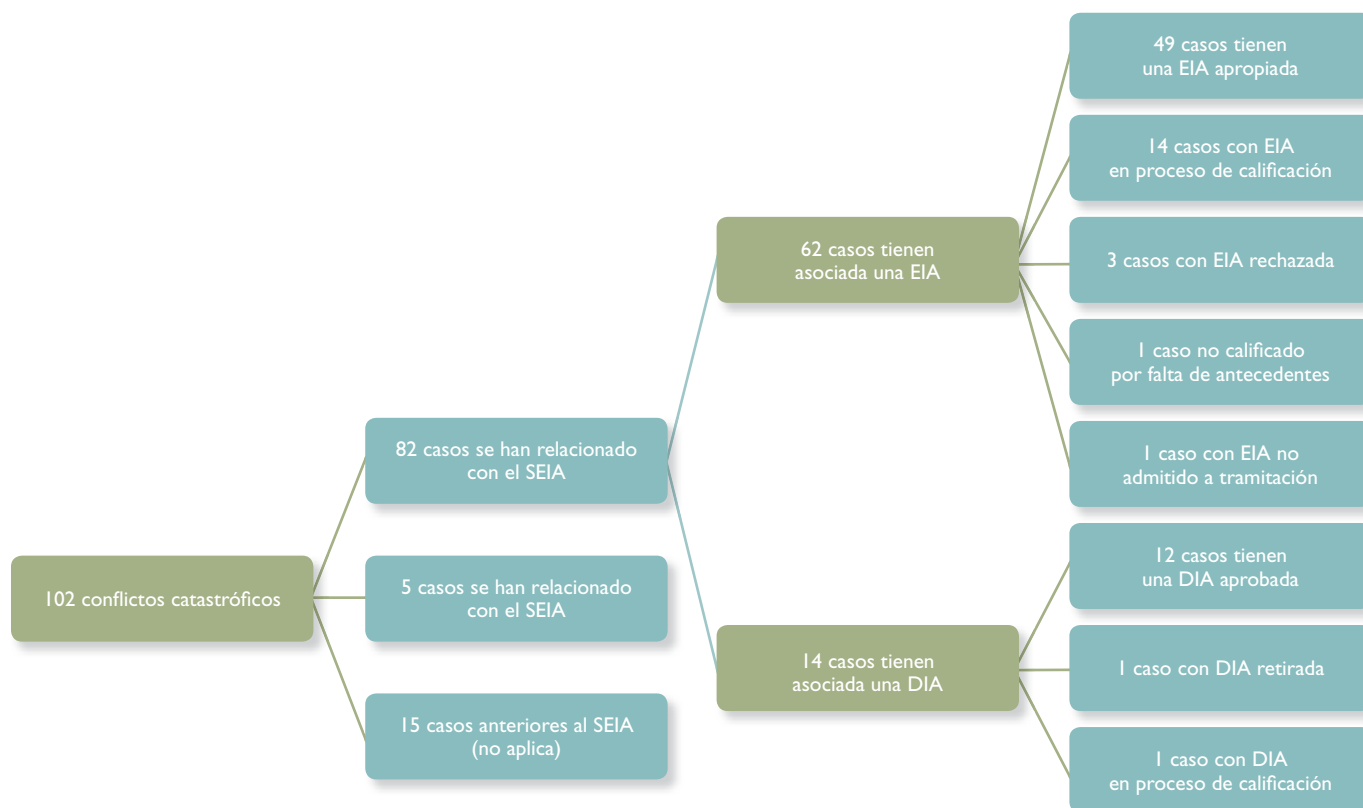 49 casos tienen
una EIA apropiada
14 casos con EIA
en proceso de calificación
62 casos tienen
asociada una EIA
3 casos con EIA rechazada
1 caso no calificado
por falta de antecedentes
82 casos se han relacionado
con el SEIA
1 caso con EIA no
admitido a tramitación
102 conflictos catastróficos
5 casos se han relacionado
con el SEIA
12 casos tienen
una DIA aprobada
14 casos tienen
asociada una DIA
1 caso con DIA retirada
15 casos anteriores al SEIA
(no aplica)
1 caso con DIA
en proceso de calificación